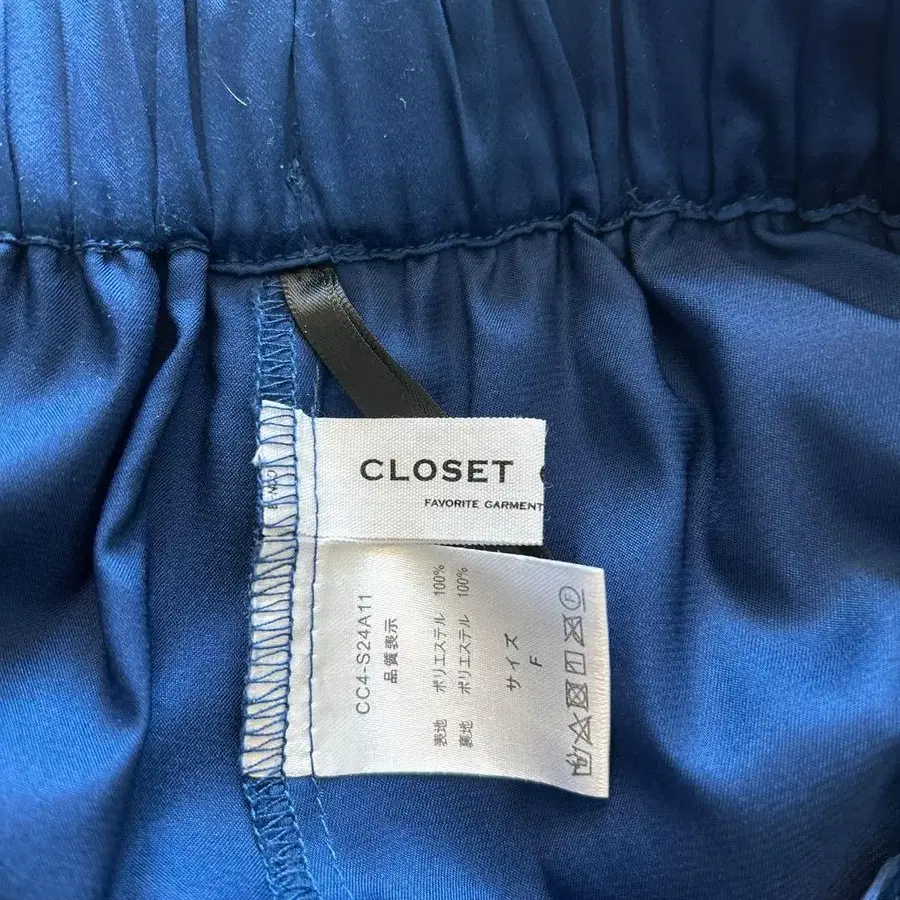 CLOSET
FAVORITE GARMENT
CC4-S24A11
品質表示
表地 ポリエステル 100%
裏地 ポリエステル 100%
サイズ
F
F